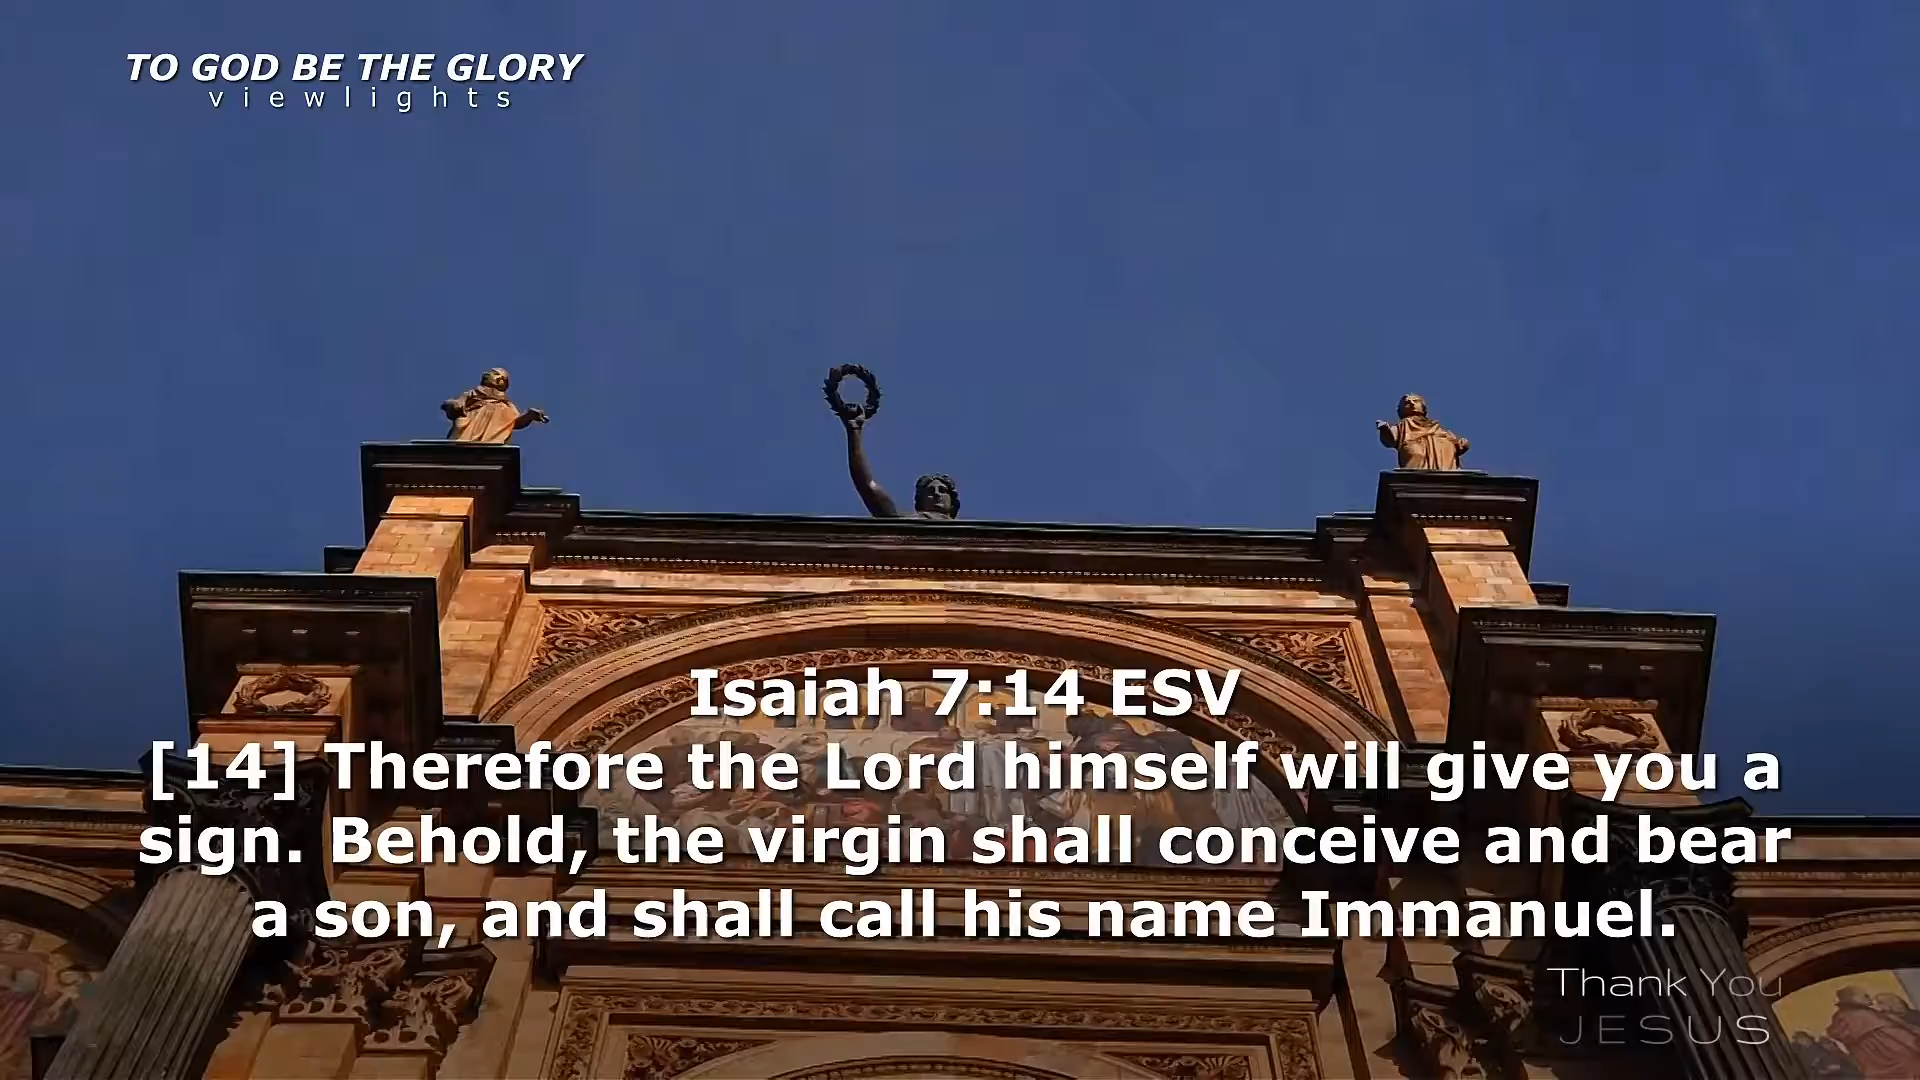 TO GOD BE THE GLORY
viewlights
Isaiah 7:14 ESV
[14] Therefore the Lord himself will give you a
sign. Behold, the virgin shall conceive and bear
a son, and shall call his name Immanuel.
Thank You
JESUS